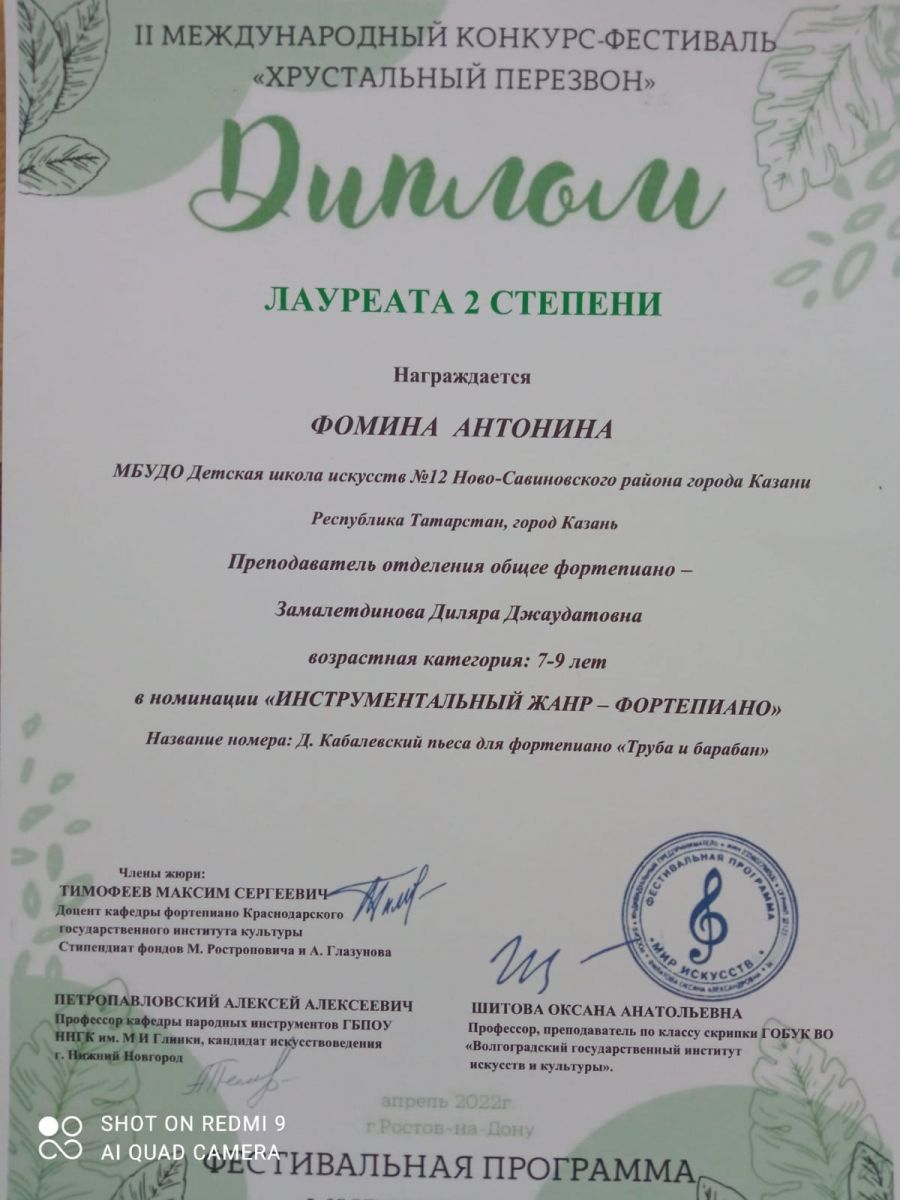 II МЕЖДУНАРОДНЫЙ КОНКУРС-ФЕСТИВАЛЬ
«ХРУСТАЛЬНЫЙ ПЕРЕЗВОН»
Диплом
ЛАУРЕАТА 2 СТЕПЕНИ
Награждается
ФОМИНА АНТОНИНА
МБУДО Детская школа искусств №12 Ново-Савиновского района города Казани
Республика Татарстан, город Казань
Преподаватель отделения общее фортепиано –
Замалетдинова Диляра Джаудатовна
возрастная категория: 7-9 лет
в номинации «ИНСТРУМЕНТАЛЬНЫЙ ЖАНР – ФОРТЕПИАНО»
Название номера: Д. Кабалевский пьеса для фортепиано «Труба и барабан»
Члены жюри:
ТИМОФЕЕВ МАКСИМ СЕРГЕЕВИЧ
Доцент кафедры фортепиано Краснодарского
государственного института культуры
Стипендиат фондов М. Ростроповича и А. Глазунова
ПЕТРОПАВЛОВСКИЙ АЛЕКСЕЙ АЛЕКСЕЕВИЧ
Профессор кафедры народных инструментов ГБПОУ
ННГК им. М И Глинки, кандидат искусствоведения
г. Нижний Новгород
ФЕСТИВАЛЬНАЯ ПРОГРАММА
«МИР ИСКУССТВ»
ШИТОВА ОКСАНА АНАТОЛЬЕВНА
Профессор, преподаватель по классу скрипки ГОБУК ВО
«Волгоградский государственный институт
искусств и культуры».
апрель 2022г.
г.Ростов-на-Дону
SHOT ON REDMI 9
AI QUAD CAMERA
ФЕСТИВАЛЬНАЯ ПРОГРАММА